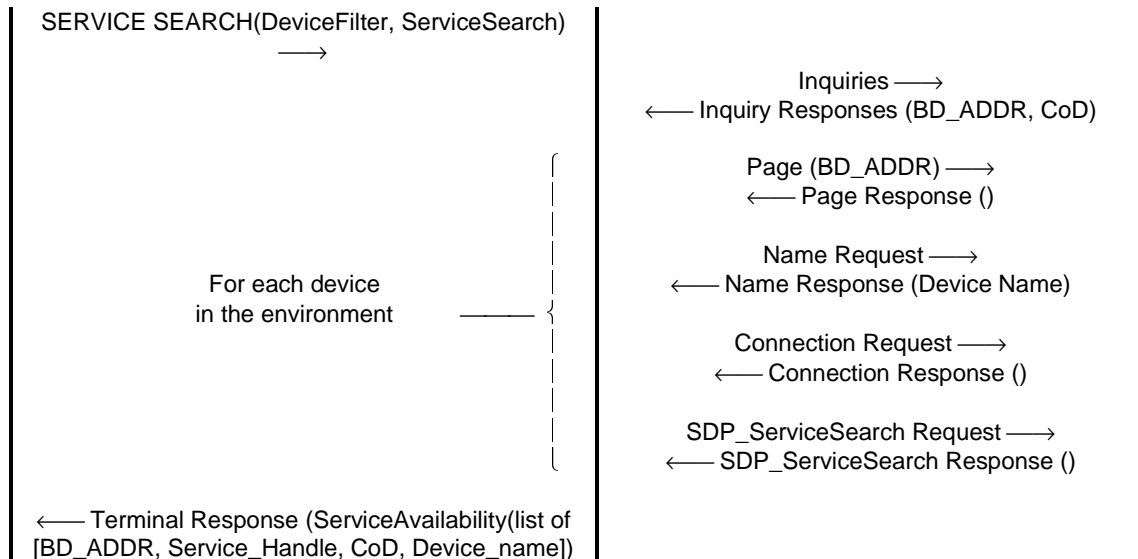 SERVICE SEARCH(DeviceFilter, ServiceSearch)
⟶
Inquiries ⟶
⟵ Inquiry Responses (BD_ADDR, CoD)
Page (BD_ADDR) ⟶
⟵ Page Response ()
Name Request ⟶
⟵ Name Response (Device Name)
For each device
in the environment
Connection Request ⟶
⟵ Connection Response ()
SDP_ServiceSearch Request ⟶
⟵ SDP_ServiceSearch Response ()
⟵ Terminal Response (ServiceAvailability(list of
[BD_ADDR, Service_Handle, CoD, Device_name])